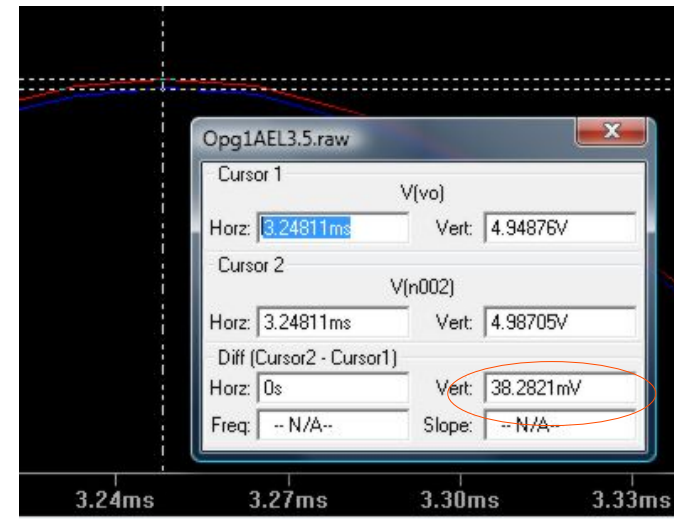 Opg1AEL3.5.raw
Cursor 1
V(vo)
Horz: 3.24811ms Vert: 4.94876V
Cursor 2
V(n002)
Horz: 3.24811ms Vert: 4.98705V
Diff (Cursor2 - Cursor1)
Horz: 0s Vert: 38.2821mV
Freq: -- N/A-- Slope: -- N/A--
3.24ms 3.27ms 3.30ms 3.33ms